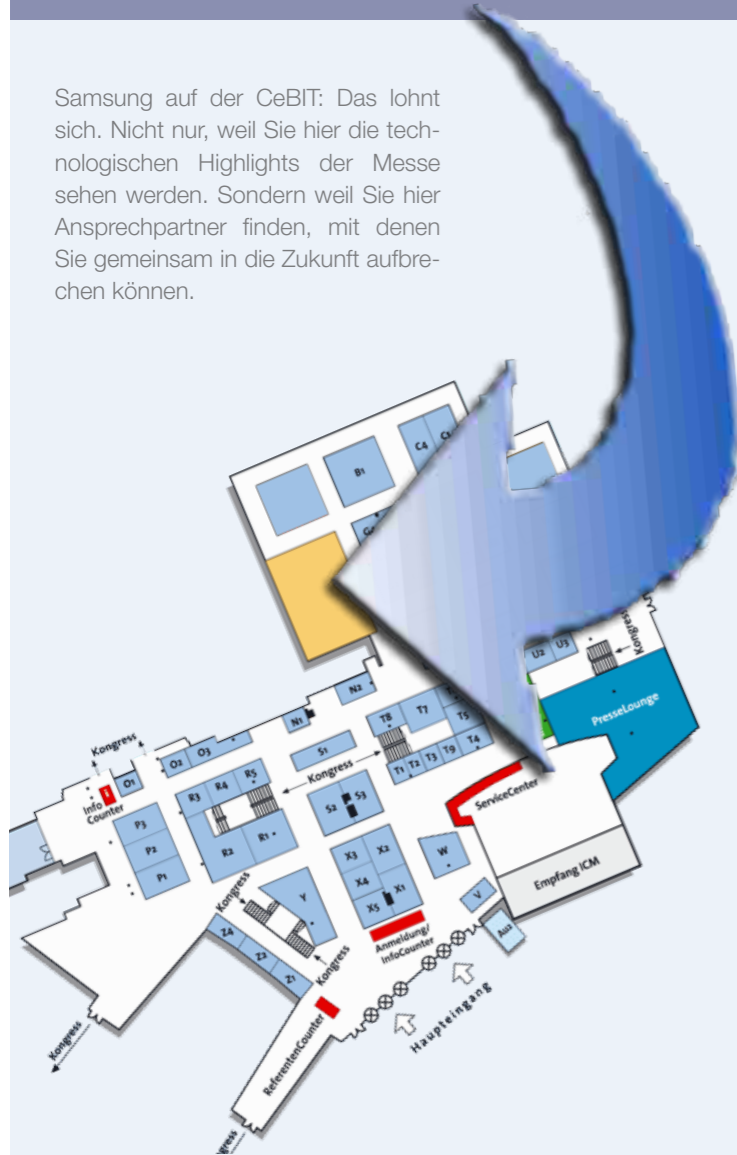 Samsung auf der CeBIT: Das lohnt
sich. Nicht nur, weil Sie hier die tech-
nologischen Highlights der Messe
sehen werden. Sondern weil Sie hier
Ansprechpartner finden, mit denen
Sie gemeinsam in die Zukunft aufbre-
chen können.
C4
B1
Kongress
U2
U3
PresseLounge
N2
N1
T8
T7
T5
T4
T1
T2
T3
T9
S1
Kongress
Kongress
O1
O2
O3
Info
Counter
R3
R4
R5
P3
P2
P1
R2
R1
S2
S3
ServiceCenter
X3
X2
X4
X1
X5
W
V
Empfang ICM
Aus
Y
Kongress
Z4
Z2
Z1
Kongress
Anmeldung/
InfoCounter
Haupteingang
ReferentenCounter
Kongress